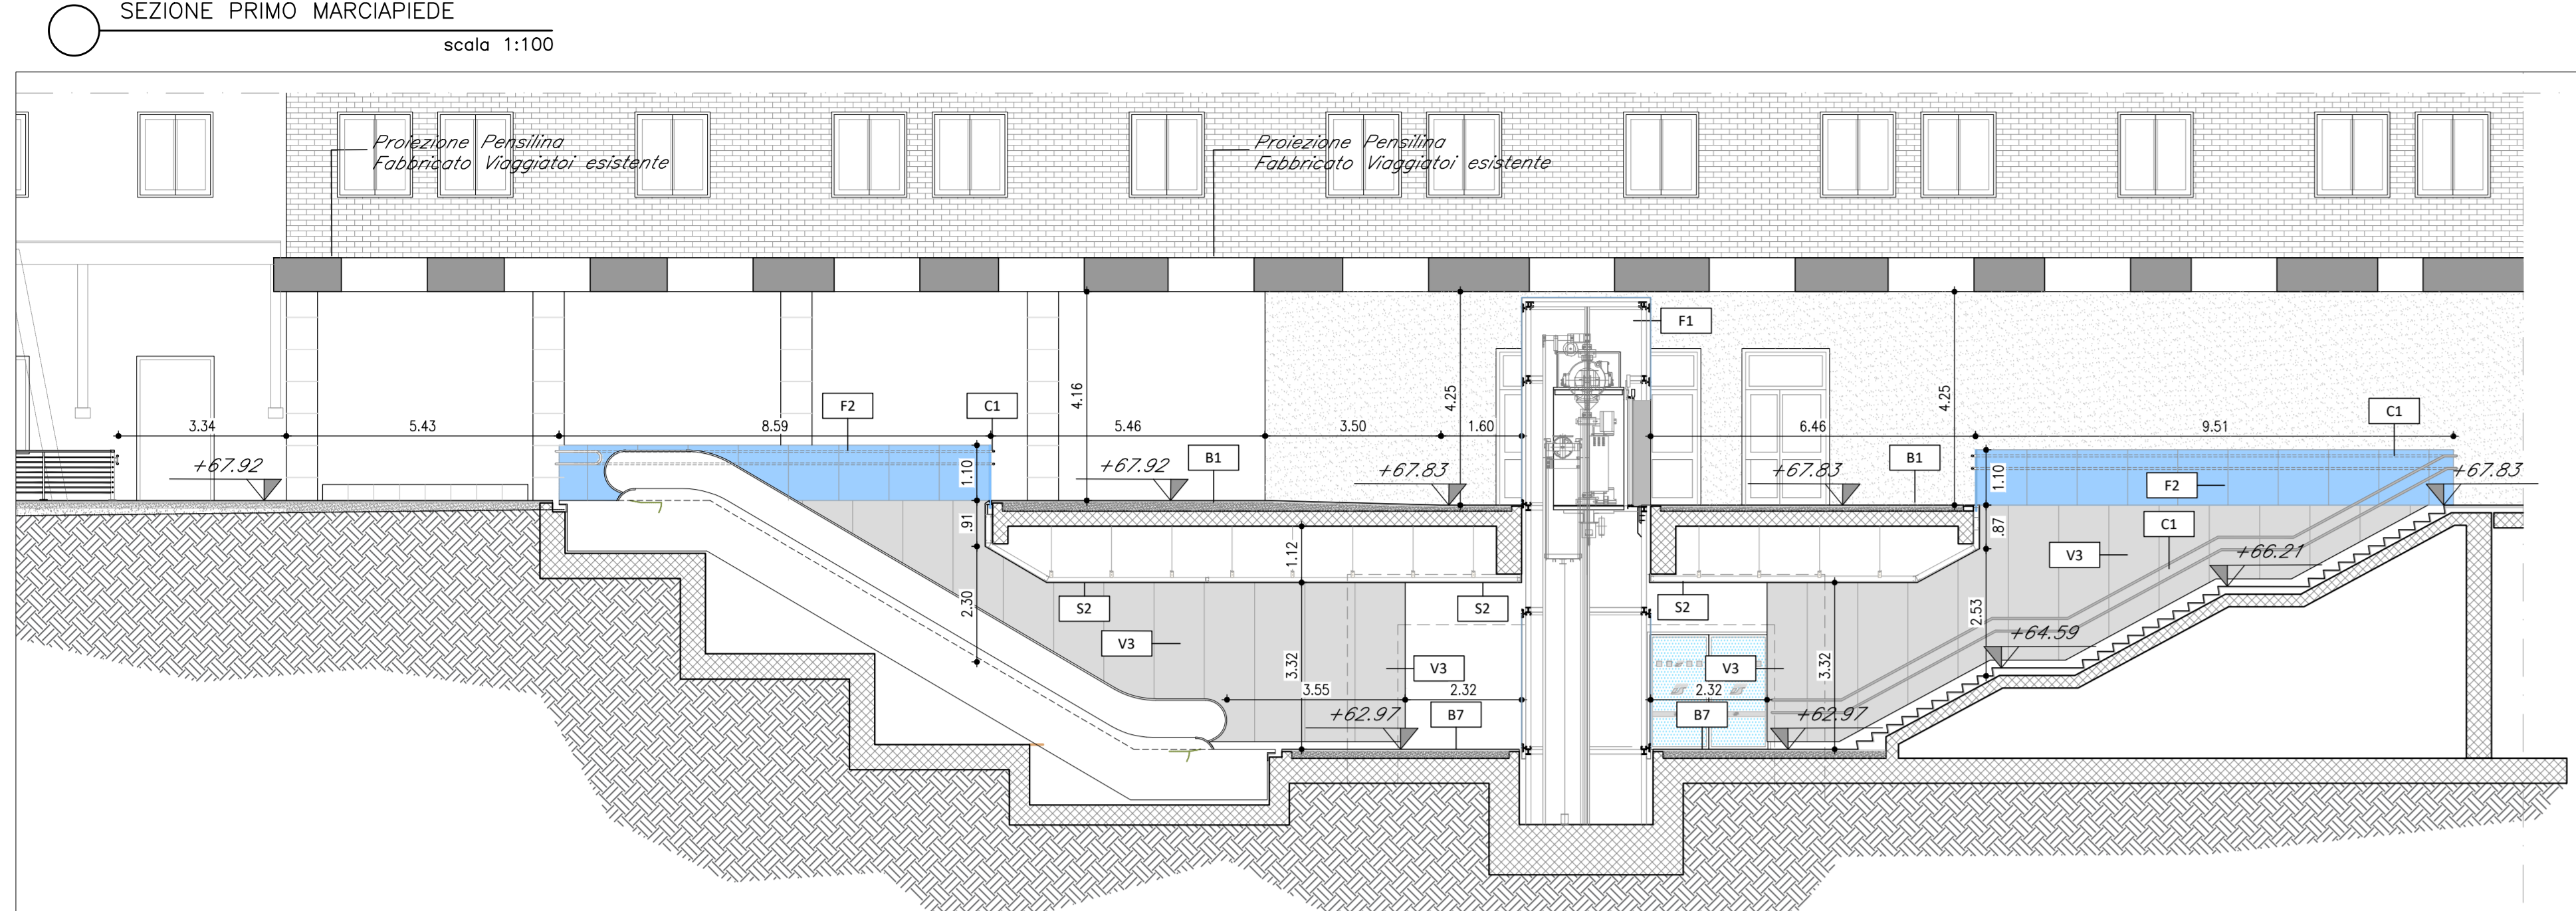 SEZIONE PRIMO MARCIAPIEDE
scala 1:100
Proiezione Pensilina
Fabbricato Viaggiatoi esistente
Proiezione Pensilina
Fabbricato Viaggiatoi esistente
F1
4.16
4.25
4.25
F2
C1
C1
3.34
5.43
8.59
5.46
3.50
1.60
6.46
9.51
+67.92
1.10
+67.92
B1
+67.83
+67.83
B1
1.10
F2
+67.83
.91
.87
C1
1.12
V3
+66.21
2.30
S2
S2
S2
2.53
V3
+64.59
3.32
V3
V3
3.32
3.55
2.32
2.32
+62.97
B7
B7
+62.97